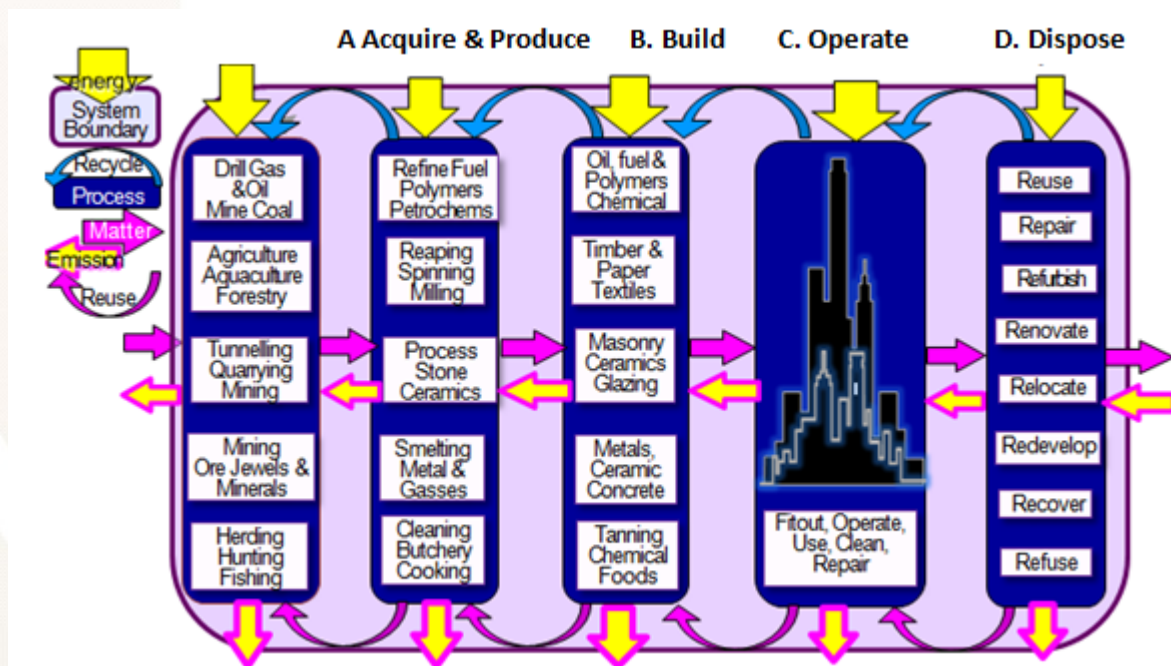 A Acquire & Produce
B. Build
C. Operate
D. Dispose
energy
System
Boundary
Recycle
Process
Matter
Emission
Reuse
Drill Gas
&Oil
Mine Coal
Agriculture
Aquaculture
Forestry
Tunnelling
Quarrying
Mining
Mining
Ore Jewels &
Minerals
Herding
Hunting
Fishing
Refine Fuel
Polymers
Petrochems
Reaping
Spinning
Milling
Process
Stone
Ceramics
Smelting
Metal &
Gasses
Cleaning
Butchery
Cooking
Oil, fuel &
Polymers
Chemical
Timber &
Paper
Textiles
Masonry
Ceramics
Glazing
Metals,
Ceramic
Concrete
Tanning
Chemical
Foods
Fitout, Operate,
Use, Clean,
Repair
Reuse
Repair
Refurbish
Renovate
Relocate
Redevelop
Recover
Refuse